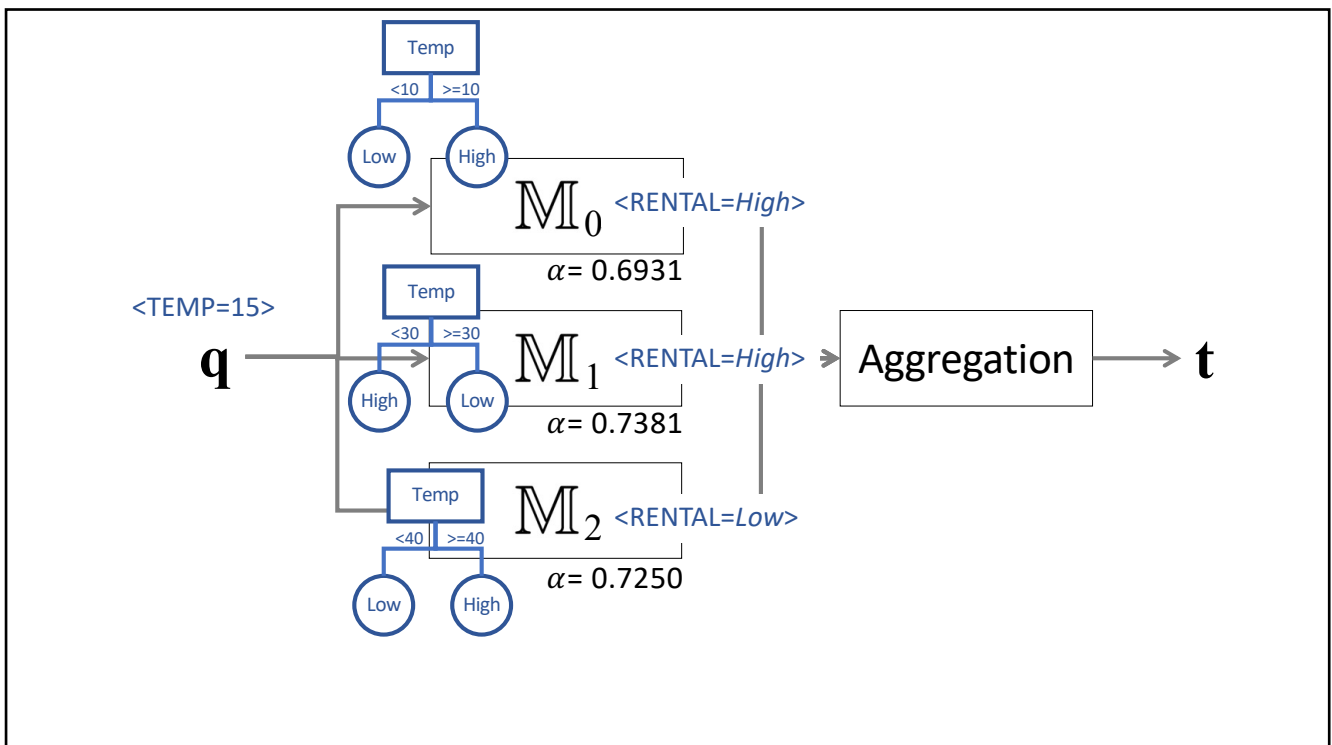 Temp
<10 >=10
Low High
𝕄0 <RENTAL=High>
α= 0.6931
<TEMP=15>
q
Temp
<30 >=30
High Low
𝕄1 <RENTAL=High>
α= 0.7381
Aggregation
t
Temp
<40 >=40
Low High
𝕄2 <RENTAL=Low>
α= 0.7250